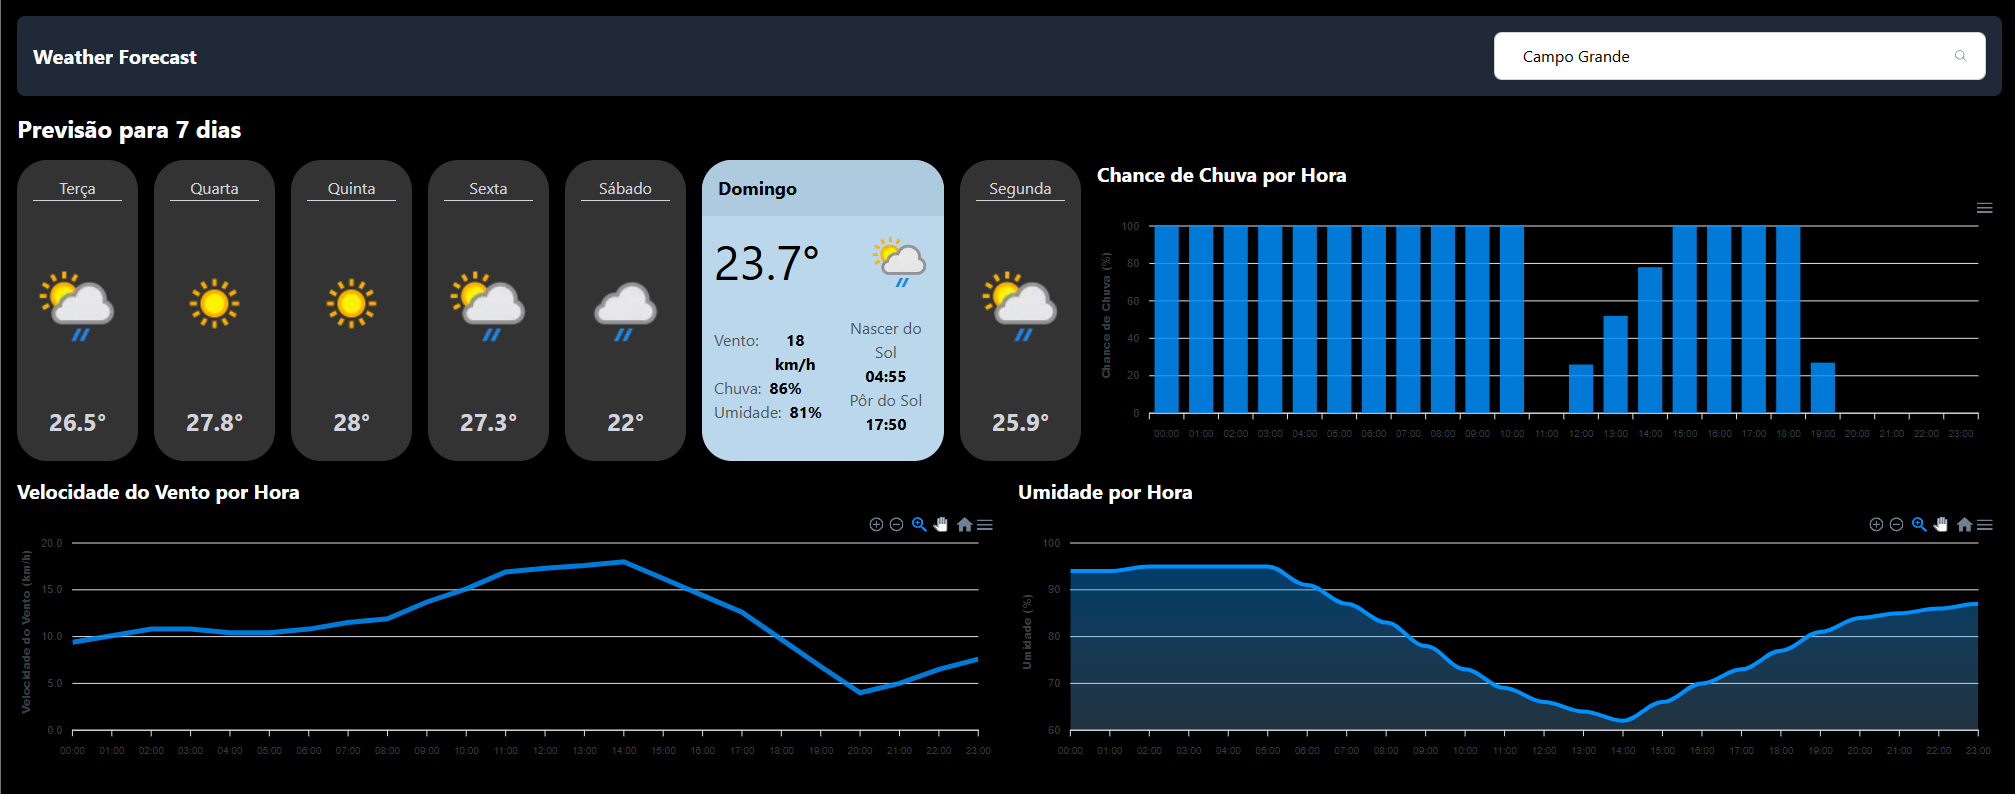 Weather Forecast
Campo Grande
Previsão para 7 dias
Terça
26.5°
Quarta
27.8°
Quinta
28°
Sexta
27.3°
Sábado
22°
Domingo
23.7°
Vento: 18
km/h
Chuva: 86%
Umidade: 81%
Nascer do
Sol
04:55
Pôr do Sol
17:50
Segunda
25.9°
Chance de Chuva por Hora
Chance de Chuva (%)
100
80
60
40
20
0
00:00 01:00 02:00 03:00 04:00 05:00 06:00 07:00 08:00 09:00 10:00 11:00 12:00 13:00 14:00 15:00 16:00 17:00 18:00 19:00 20:00 21:00 22:00 23:00
Velocidade do Vento por Hora
Velocidade do Vento (km/h)
20.0
15.0
10.0
5.0
0.0
00:00 01:00 02:00 03:00 04:00 05:00 06:00 07:00 08:00 09:00 10:00 11:00 12:00 13:00 14:00 15:00 16:00 17:00 18:00 19:00 20:00 21:00 22:00 23:00
Umidade por Hora
Umidade (%)
100
90
80
70
60
00:00 01:00 02:00 03:00 04:00 05:00 06:00 07:00 08:00 09:00 10:00 11:00 12:00 13:00 14:00 15:00 16:00 17:00 18:00 19:00 20:00 21:00 22:00 23:00